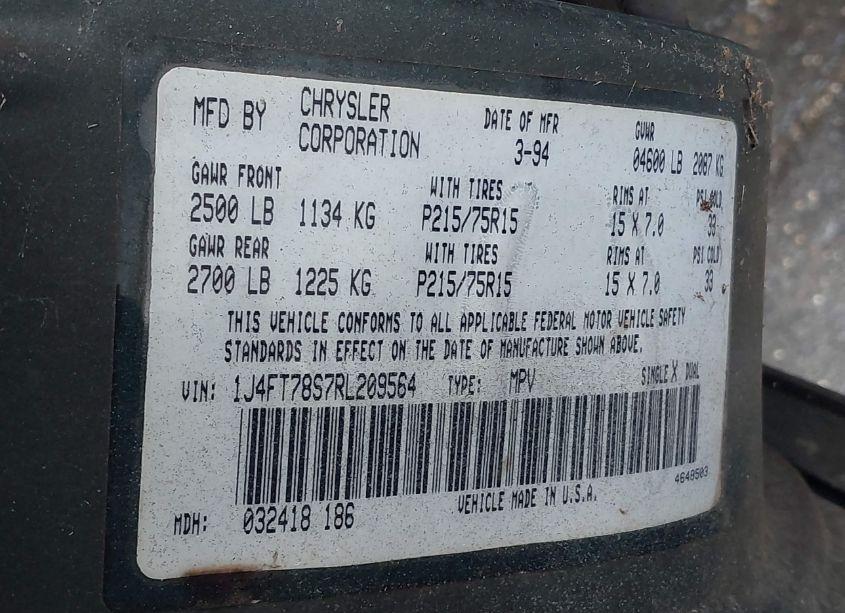 MFD BY CHRYSLER CORPORATION DATE OF MFR 3-94 GVWR 04600 LB 2087 KG
GAWR FRONT WITH TIRES RIMS AT PSI COLD
2500 LB 1134 KG P215/75R15 15 X 7.0 33
GAWR REAR WITH TIRES RIMS AT PSI COLD
2700 LB 1225 KG P215/75R15 15 X 7.0 33
THIS VEHICLE CONFORMS TO ALL APPLICABLE FEDERAL MOTOR VEHICLE SAFETY
STANDARDS IN EFFECT ON THE DATE OF MANUFACTURE SHOWN ABOVE.
VIN: 1J4FT78S7RL209564 TYPE: MPV SINGLE X DUAL
4648503
MDH: 032418 186 VEHICLE MADE IN U.S.A.